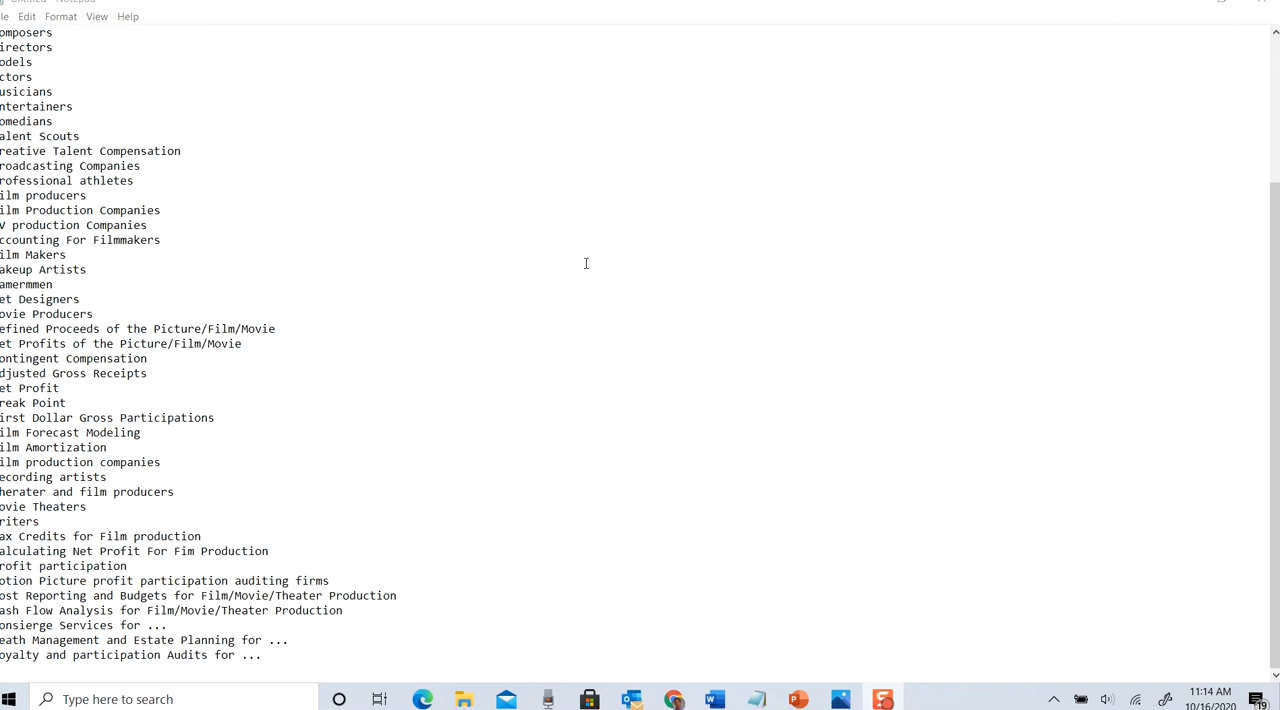 Untitled - Notepad
le Edit Format View Help
omposers
irectors
odels
ctors
usicians
ntertainers
omedians
alent Scouts
reative Talent Compensation
roadcasting Companies
rofessional athletes
ilm producers
ilm Production Companies
V production Companies
ccounting For Filmmakers
ilm Makers
akeup Artists
amermmen
et Designers
ovie Producers
efined Proceeds of the Picture/Film/Movie
et Profits of the Picture/Film/Movie
ontingent Compensation
djusted Gross Receipts
et Profit
reak Point
irst Dollar Gross Participations
ilm Forecast Modeling
ilm Amortization
ilm production companies
ecording artists
herater and film producers
ovie Theaters
riters
ax Credits for Film production
alculating Net Profit For Fim Production
rofit participation
otion Picture profit participation auditing firms
ost Reporting and Budgets for Film/Movie/Theater Production
ash Flow Analysis for Film/Movie/Theater Production
onsierge Services for ...
eath Management and Estate Planning for ...
oyalty and participation Audits for ...
Type here to search
11:14 AM
10/16/2020
19